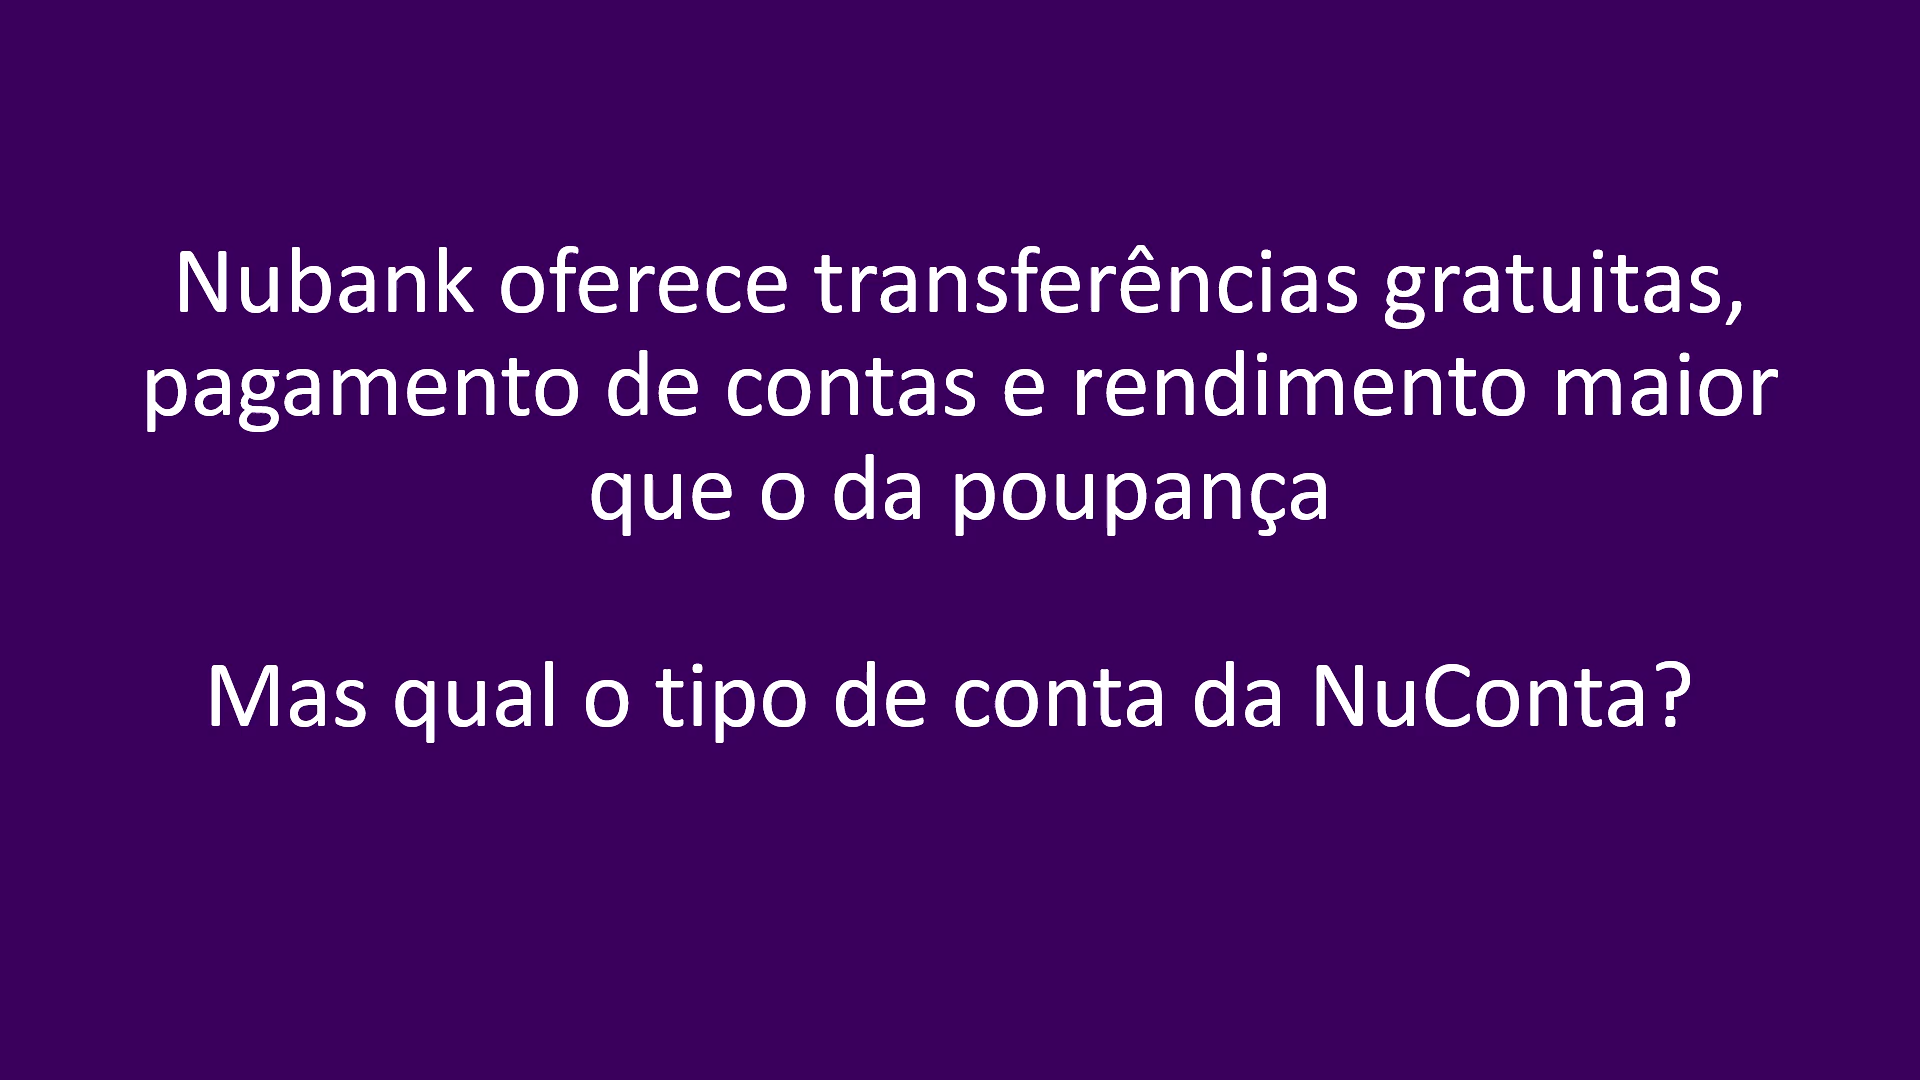 Nubank oferece transferências gratuitas,
pagamento de contas e rendimento maior
que o da poupança
Mas qual o tipo de conta da NuConta?